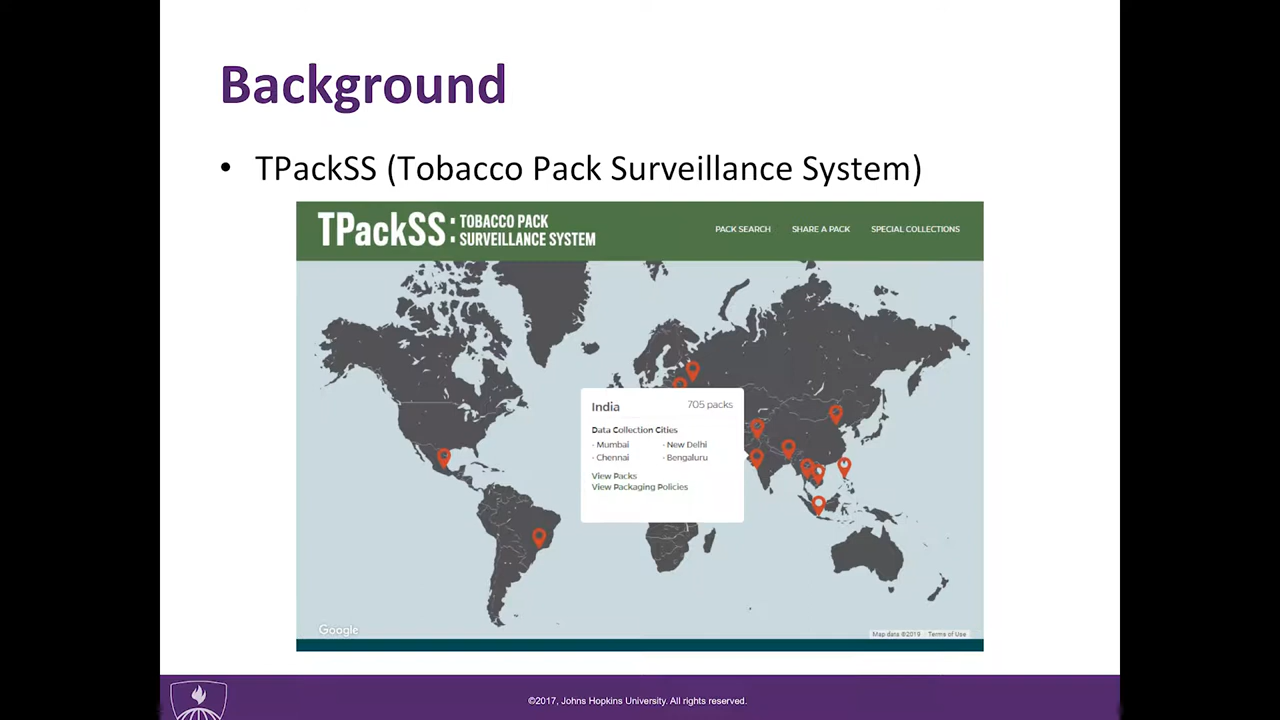 Background
• TPackSS (Tobacco Pack Surveillance System)
TPackSS: TOBACCO PACK SURVEILLANCE SYSTEM
PACK SEARCH SHARE A PACK SPECIAL COLLECTIONS
India 705 packs
Data Collection Cities
· Mumbai · New Delhi
· Chennai · Bengaluru
View Packs
View Packaging Policies
Google
Map data ©2019 Terms of Use
©2017, Johns Hopkins University. All rights reserved.